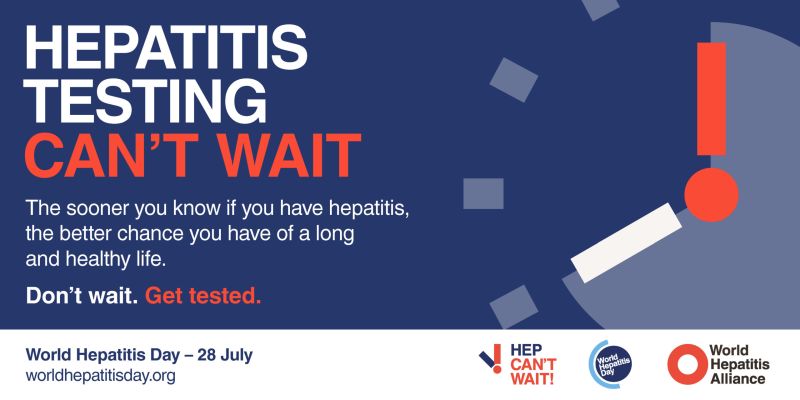 HEPATITIS
TESTING
CAN'T WAIT
The sooner you know if you have hepatitis,
the better chance you have of a long
and healthy life.
Don't wait. Get tested.
World Hepatitis Day – 28 July
worldhepatitisday.org
HEP
CAN'T
WAIT!
World
Hepatitis
Day
World
Hepatitis
Alliance